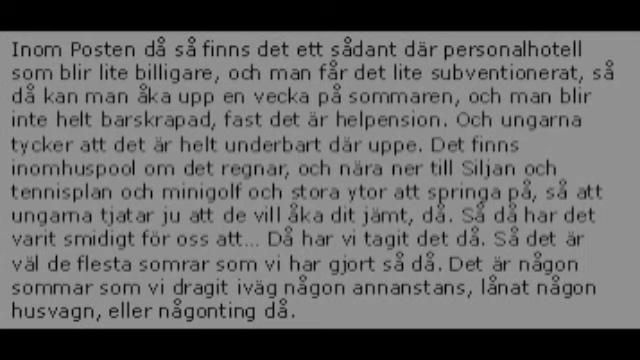 Inom Posten då så finns det ett sådant där personalhotell
som blir lite billigare, och man får det lite subventionerat, så
då kan man åka upp en vecka på sommaren, och man blir
inte helt barskrapad, fast det är helpension. Och ungarna
tycker att det är helt underbart där uppe. Det finns
inomhuspool om det regnar, och nära ner till Siljan och
tennisplan och minigolf och stora ytor att springa på, så att
ungarna tjatar ju att de vill åka dit jämt, då. Så då har det
varit smidigt för oss att... Då har vi tagit det då. Så det är
väl de flesta somrar som vi har gjort så då. Det är någon
sommar som vi dragit iväg någon annanstans, lånat någon
husvagn, eller någonting då.